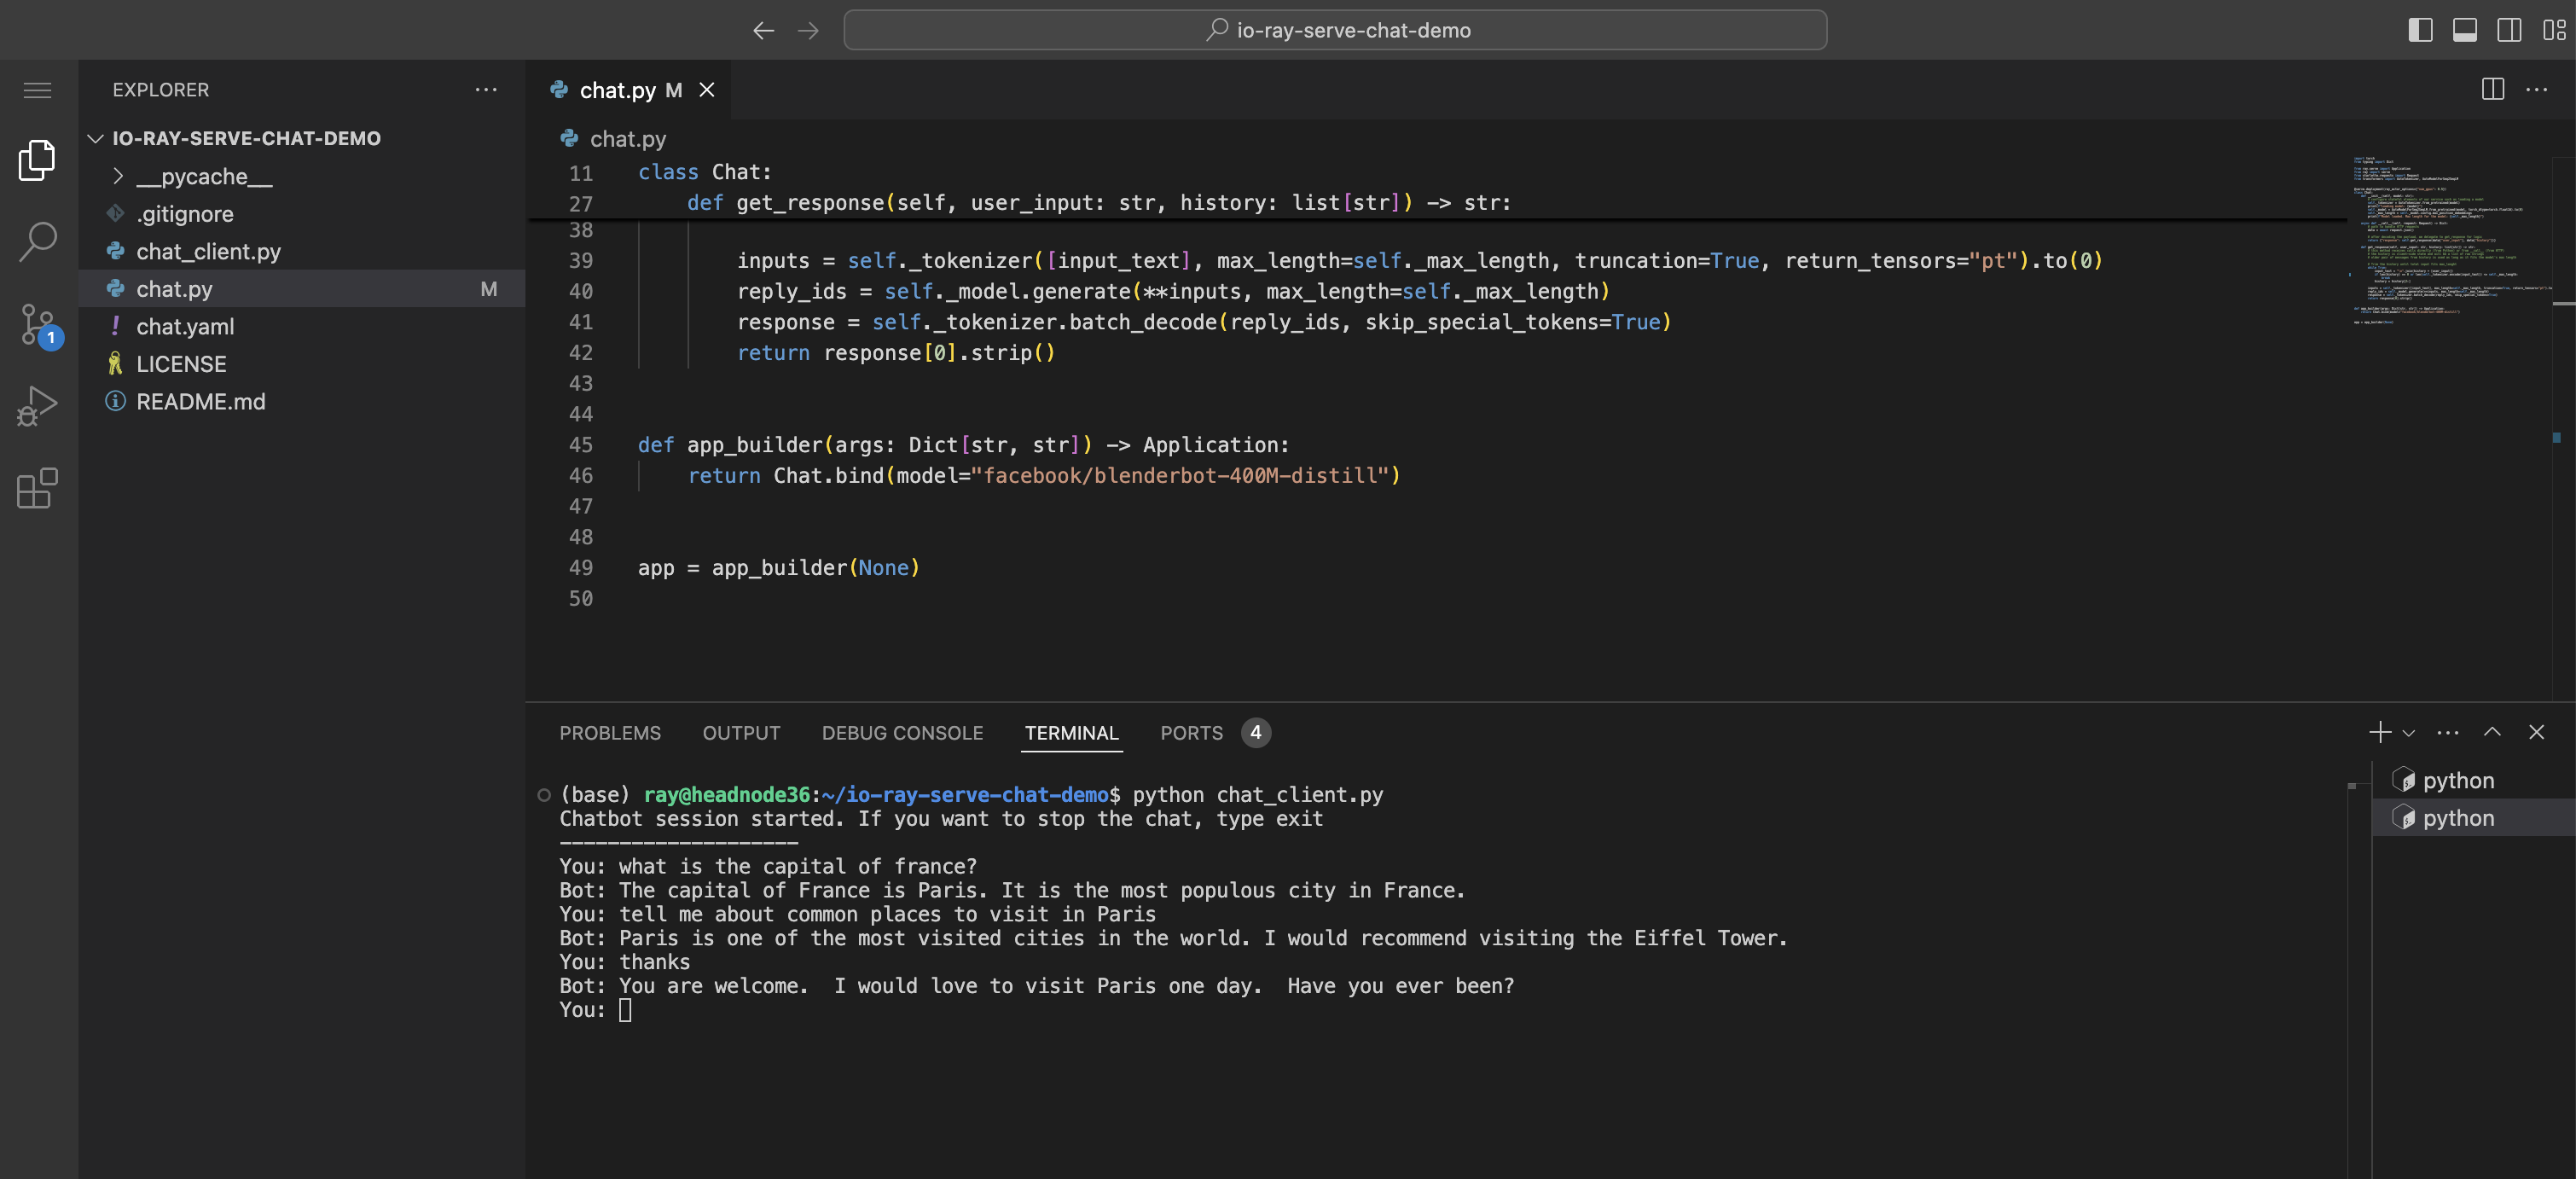 io-ray-serve-chat-demo
EXPLORER
IO-RAY-SERVE-CHAT-DEMO
__pycache__
.gitignore
chat_client.py
chat.py M
chat.yaml
LICENSE
README.md
1
chat.py M
chat.py
11 class Chat:
27 def get_response(self, user_input: str, history: list[str]) -> str:
38
39 inputs = self._tokenizer([input_text], max_length=self._max_length, truncation=True, return_tensors="pt").to(0)
40 reply_ids = self._model.generate(**inputs, max_length=self._max_length)
41 response = self._tokenizer.batch_decode(reply_ids, skip_special_tokens=True)
42 return response[0].strip()
43
44
45 def app_builder(args: Dict[str, str]) -> Application:
46 return Chat.bind(model="facebook/blenderbot-400M-distill")
47
48
49 app = app_builder(None)
50
PROBLEMS OUTPUT DEBUG CONSOLE TERMINAL PORTS 4
(base) ray@headnode36:~/io-ray-serve-chat-demo$ python chat_client.py
Chatbot session started. If you want to stop the chat, type exit
--------------------
You: what is the capital of france?
Bot: The capital of France is Paris. It is the most populous city in France.
You: tell me about common places to visit in Paris
Bot: Paris is one of the most visited cities in the world. I would recommend visiting the Eiffel Tower.
You: thanks
Bot: You are welcome.  I would love to visit Paris one day.  Have you ever been?
You:
python
python